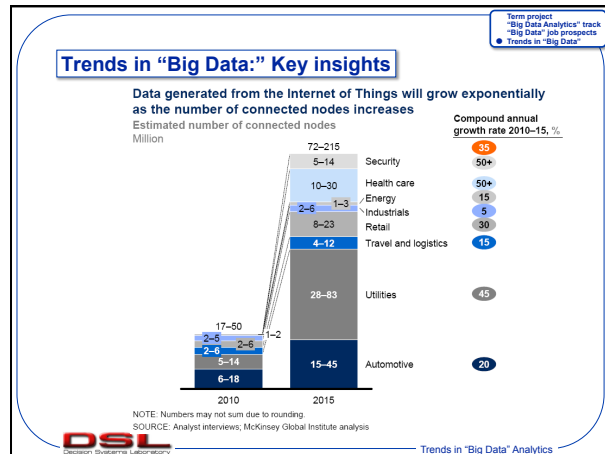 Term project
"Big Data Analytics" track
"Big Data" job prospects
● Trends in "Big Data"
Trends in “Big Data:” Key insights
Data generated from the Internet of Things will grow exponentially
as the number of connected nodes increases
Estimated number of connected nodes
Million
Compound annual
growth rate 2010–15, %
72–215
35
5–14
Security
50+
10–30
Health care
50+
1–3
Energy
15
2–6
Industrials
5
8–23
Retail
30
4–12
Travel and logistics
15
28–83
Utilities
45
15–45
Automotive
20
17–50
1–2
2–5
2–6
2–6
5–14
6–18
2010
2015
NOTE: Numbers may not sum due to rounding.
SOURCE: Analyst interviews; McKinsey Global Institute analysis
DSL
Decision Systems Laboratory
Trends in “Big Data” Analytics